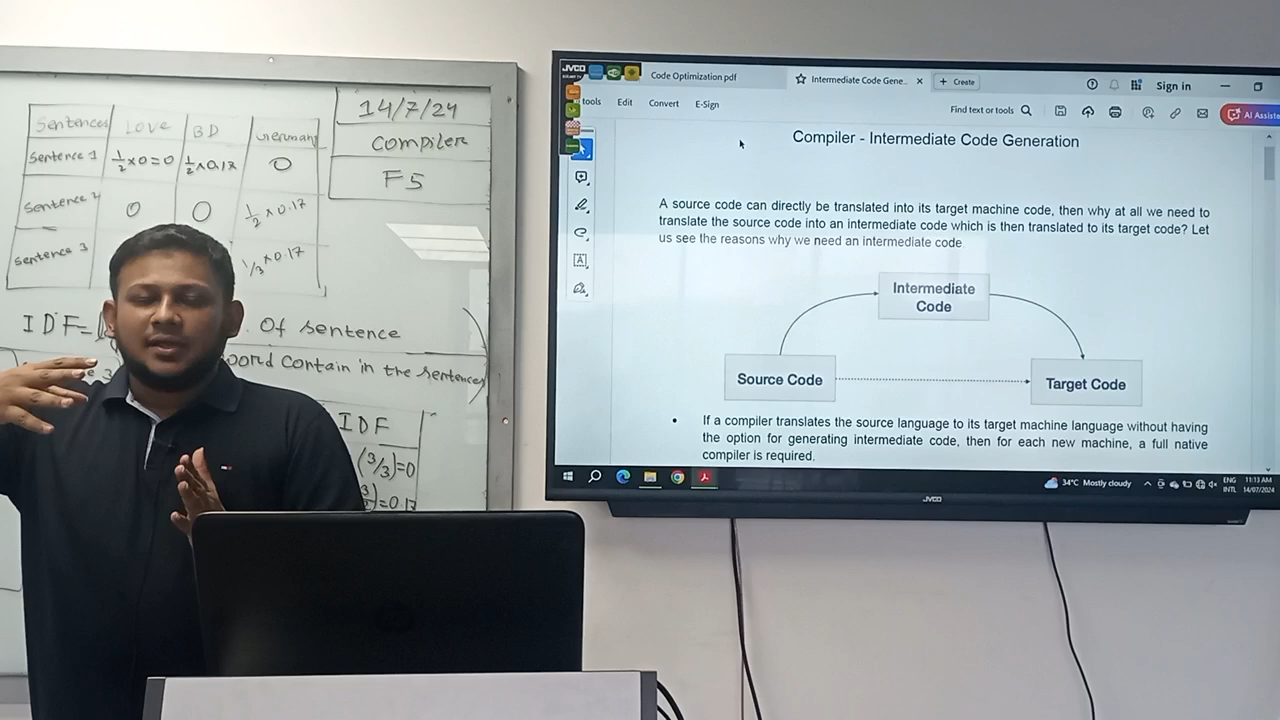 Sentences LOVE BD Germany
Sentence 1 1/2×0=0 1/2×0.17 0
Sentence 2 0 0 1/2×0.17
Sentence 3 1/3×0.17
14/7/24
Compiler
F5
IDF=
Of sentence
word contain in the sentences
IDF
(3/3)=0
)=0.17
JVCO
Code Optimization.pdf
Intermediate Code Gene..
+ Create
Sign in
tools Edit Convert E-Sign
Find text or tools
AI Assista
Compiler - Intermediate Code Generation
A source code can directly be translated into its target machine code, then why at all we need to
translate the source code into an intermediate code which is then translated to its target code? Let
us see the reasons why we need an intermediate code
Intermediate
Code
Source Code
Target Code
• If a compiler translates the source language to its target machine language without having
the option for generating intermediate code, then for each new machine, a full native
compiler is required.
34°C Mostly cloudy
ENG
INTL
11:13 AM
14/07/2024
JVCO